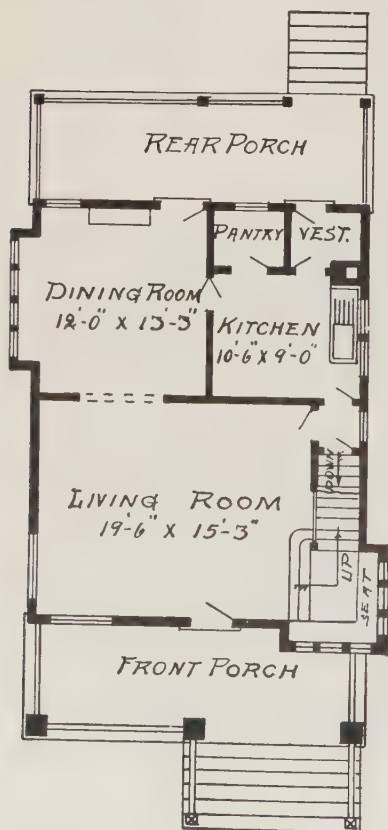 REAR PORCH
PANTRY
VEST.
DINING ROOM
12'-0" X 13'-3"
KITCHEN
10'-6" X 9'-0"
DOWN
LIVING ROOM
19'-6" X 15'-3"
UP
SEAT
FRONT PORCH